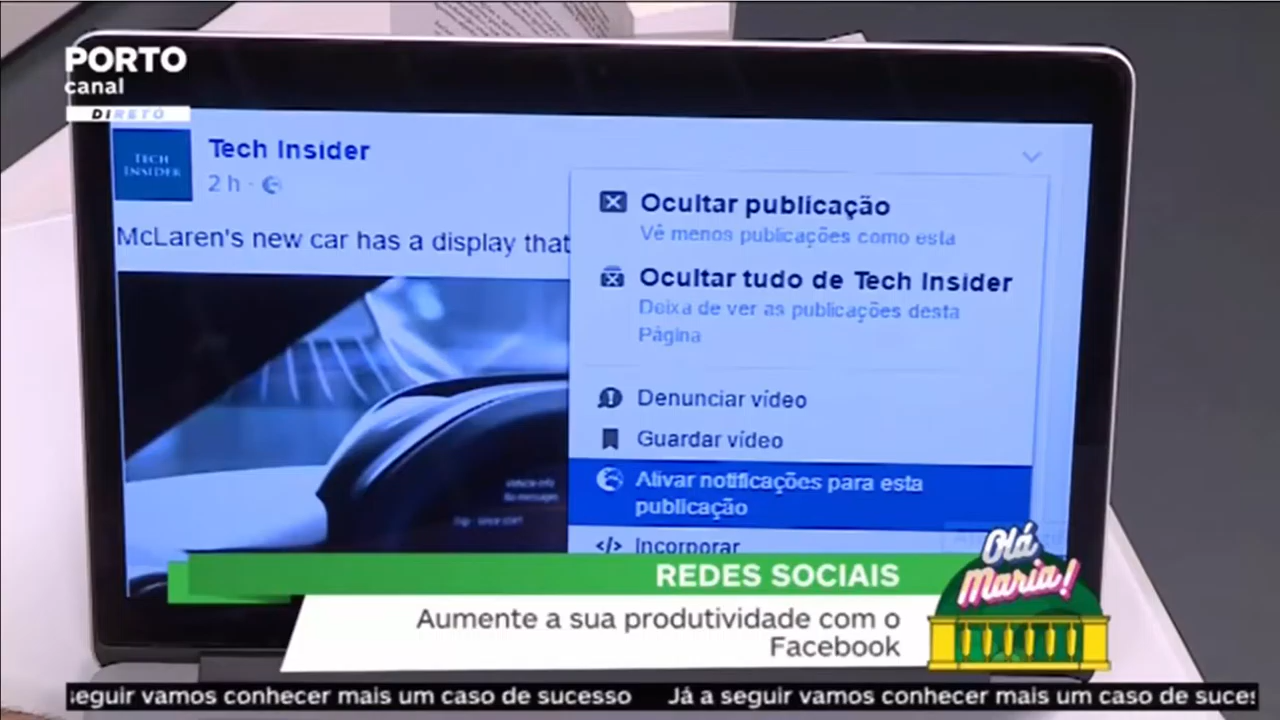 PORTO
canal
DIRETO
TECH
INSIDER
Tech Insider
2 h ·
McLaren's new car has a display that
Ocultar publicação
Vê menos publicações como esta
Ocultar tudo de Tech Insider
Deixa de ver as publicações desta
Página
Denunciar vídeo
Guardar vídeo
Ativar notificações para esta
publicação
</> Incorporar
Olá
Maria!
REDES SOCIAIS
Aumente a sua produtividade com o
Facebook
seguir vamos conhecer mais um caso de sucesso Já a seguir vamos conhecer mais um caso de suces